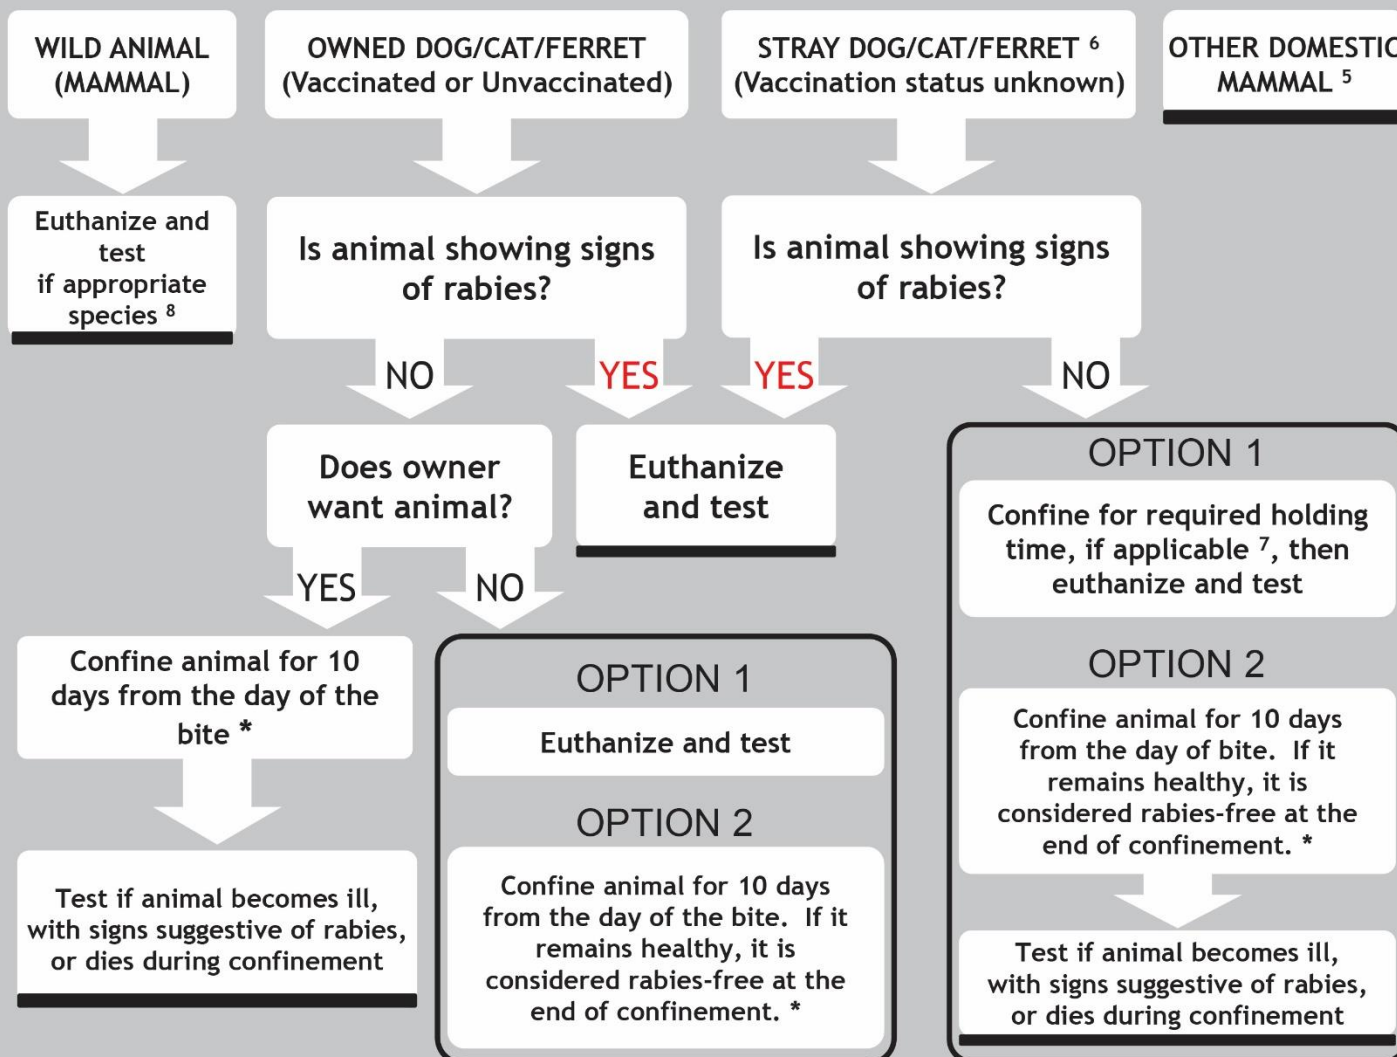 WILD ANIMAL
(MAMMAL)
OWNED DOG/CAT/FERRET
(Vaccinated or Unvaccinated)
STRAY DOG/CAT/FERRET ⁶
(Vaccination status unknown)
OTHER DOMESTIC
MAMMAL ⁵
Euthanize and
test
if appropriate
species ⁸
Is animal showing signs
of rabies?
Is animal showing signs
of rabies?
NO
YES
YES
NO
Does owner
want animal?
Euthanize
and test
OPTION 1
Confine for required holding
time, if applicable ⁷, then
euthanize and test
OPTION 2
Confine animal for 10 days
from the day of bite. If it
remains healthy, it is
considered rabies-free at the
end of confinement. *
Test if animal becomes ill,
with signs suggestive of rabies,
or dies during confinement
YES
NO
Confine animal for 10
days from the day of the
bite *
Test if animal becomes ill,
with signs suggestive of rabies,
or dies during confinement
OPTION 1
Euthanize and test
OPTION 2
Confine animal for 10 days
from the day of the bite. If it
remains healthy, it is
considered rabies-free at the
end of confinement. *